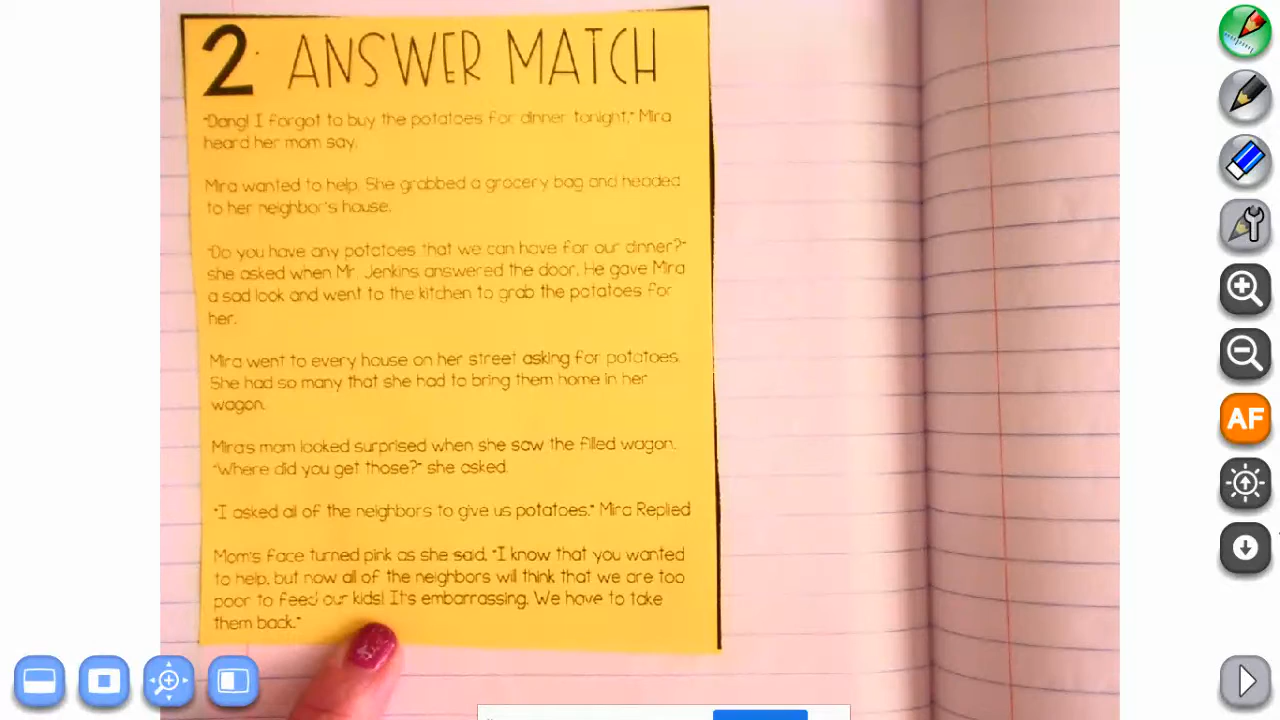 2. ANSWER MATCH
"Dang! I forgot to buy the potatoes for dinner tonight," Mira
heard her mom say.
Mira wanted to help. She grabbed a grocery bag and headed
to her neighbor's house.
"Do you have any potatoes that we can have for our dinner?"
she asked when Mr. Jenkins answered the door. He gave Mira
a sad look and went to the kitchen to grab the potatoes for
her.
Mira went to every house on her street asking for potatoes.
She had so many that she had to bring them home in her
wagon.
Mira's mom looked surprised when she saw the filled wagon.
"Where did you get those?" she asked.
"I asked all of the neighbors to give us potatoes." Mira Replied
Mom's face turned pink as she said, "I know that you wanted
to help, but now all of the neighbors will think that we are too
poor to feed our kids! It's embarrassing. We have to take
them back."
AF